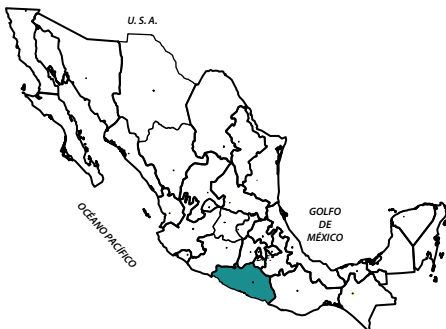 U. S. A.
GOLFO
DE
MÉXICO
OCÉANO PACÍFICO